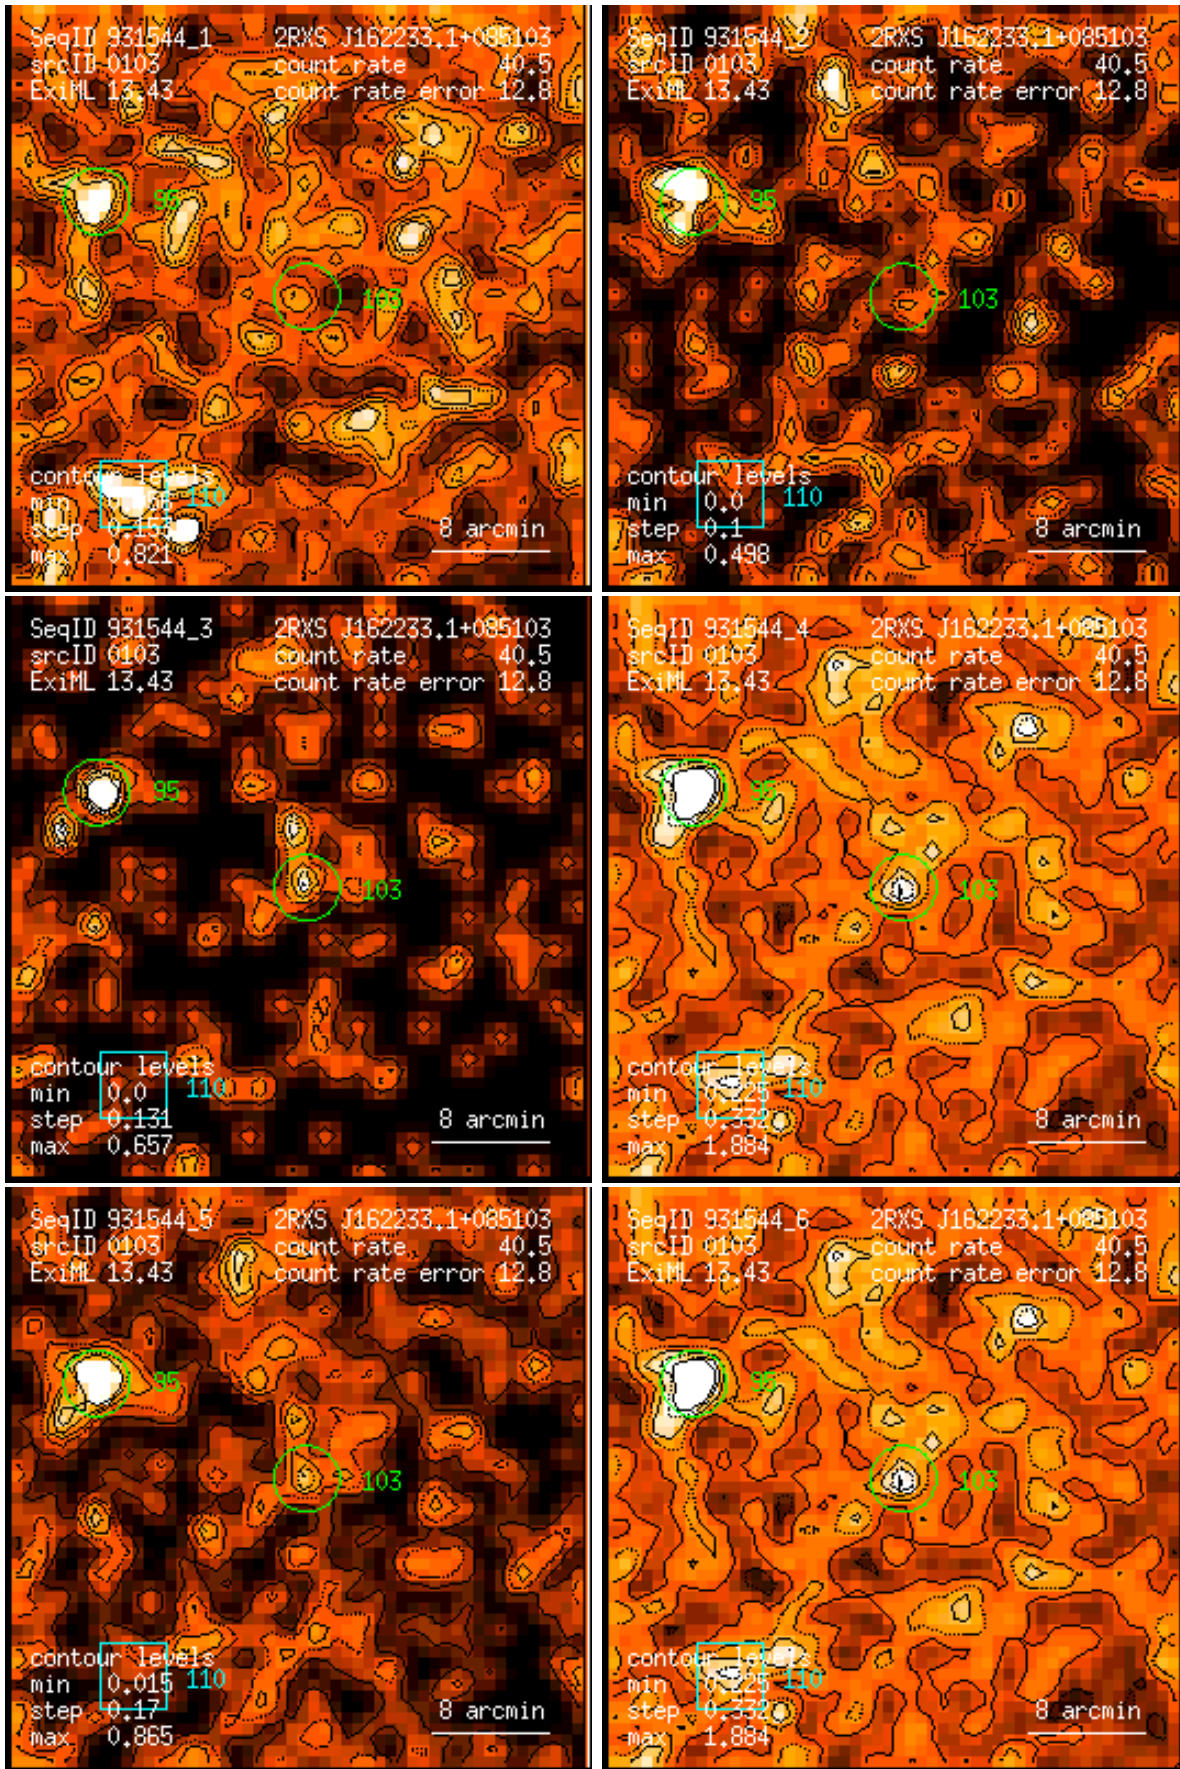 SeqID 931544_1 2RXS J162233.1+085103
srcID 0103 count rate 40.5
ExiML 13.43 count rate error 12.8
95
103
contour levels
min
110
step 0.157
8 arcmin
max 0.821
SeqID 931544_2 2RXS J162233.1+085103
srcID 0103 count rate 40.5
ExiML 13.43 count rate error 12.8
95
103
contour levels
min 0.0
110
step 0.1
8 arcmin
max 0.498
SeqID 931544_3 2RXS J162233.1+085103
srcID 0103 count rate 40.5
ExiML 13.43 count rate error 12.8
95
103
contour levels
min 0.0
110
step 0.131
8 arcmin
max 0.657
SeqID 931544_4 2RXS J162233.1+085103
srcID 0103 count rate 40.5
ExiML 13.43 count rate error 12.8
95
103
contour levels
min 0.225
110
step 0.332
8 arcmin
max 1.884
SeqID 931544_5 2RXS J162233.1+085103
srcID 0103 count rate 40.5
ExiML 13.43 count rate error 12.8
95
103
contour levels
min 0.015
110
step 0.17
8 arcmin
max 0.865
SeqID 931544_6 2RXS J162233.1+085103
srcID 0103 count rate 40.5
ExiML 13.43 count rate error 12.8
95
103
contour levels
min 0.225
110
step 0.332
8 arcmin
max 1.884